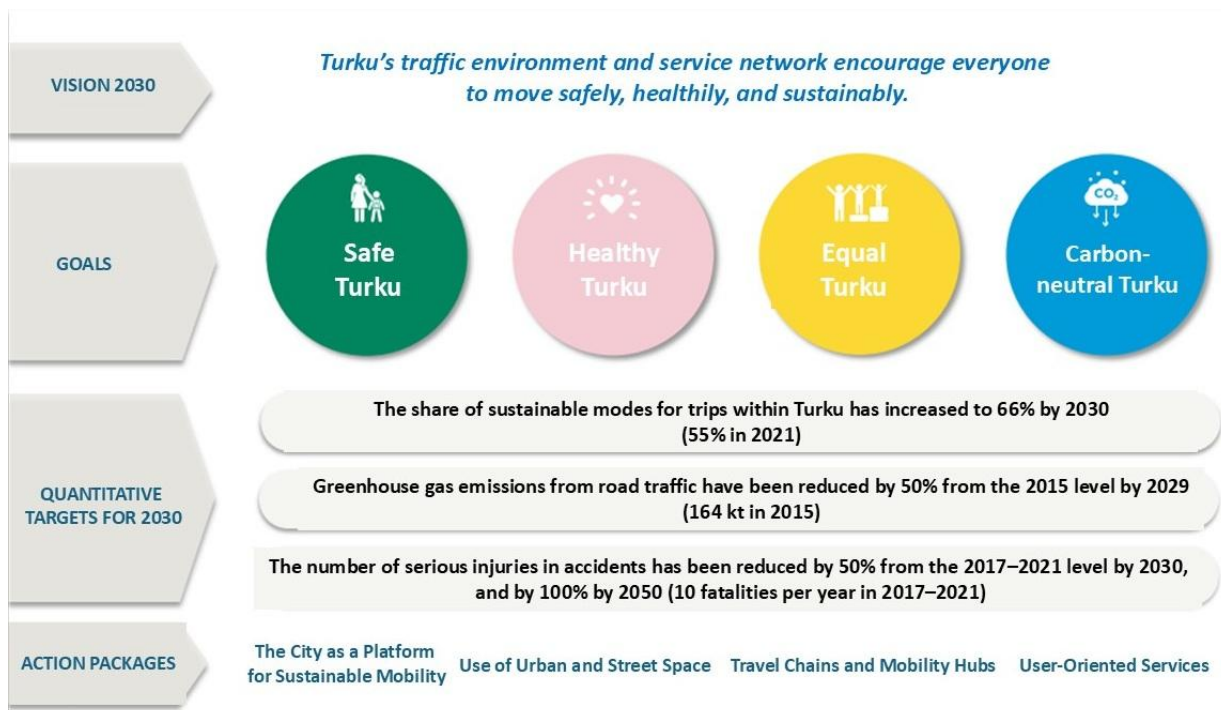 VISION 2030
Turku's traffic environment and service network encourage everyone
to move safely, healthily, and sustainably.
GOALS
Safe
Turku
Healthy
Turku
Equal
Turku
CO₂
Carbon-
neutral Turku
QUANTITATIVE
TARGETS FOR 2030
The share of sustainable modes for trips within Turku has increased to 66% by 2030
(55% in 2021)
Greenhouse gas emissions from road traffic have been reduced by 50% from the 2015 level by 2029
(164 kt in 2015)
The number of serious injuries in accidents has been reduced by 50% from the 2017–2021 level by 2030,
and by 100% by 2050 (10 fatalities per year in 2017–2021)
ACTION PACKAGES
The City as a Platform
for Sustainable Mobility
Use of Urban and Street Space
Travel Chains and Mobility Hubs
User-Oriented Services